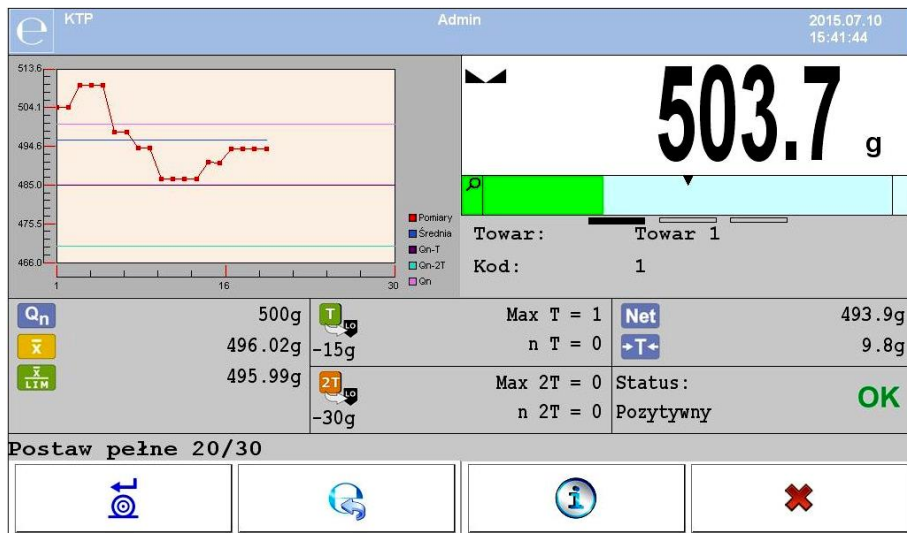 e KTP Admin 2015.07.10
15:41:44
513.6
504.1
494.6
485.0
475.5
466.0
1 16 30
Pomiary
Średnia
Qn-T
Qn-2T
Qn
503.7 g
Towar: Towar 1
Kod: 1
Qn 500g
x 496.02g
x LIM 495.99g
T LO -15g
Max T = 1
n T = 0
2T LO -30g
Max 2T = 0
n 2T = 0
Net 493.9g
T 9.8g
Status:
Pozytywny
OK
Postaw pełne 20/30
i